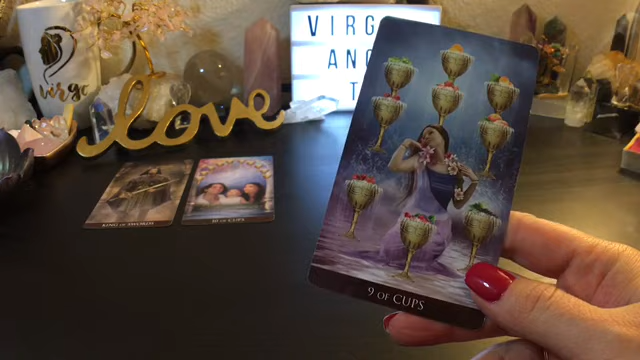 virgo
VIRG
AN
T
love
KING OF SWORDS
10 OF CUPS
9 OF CUPS